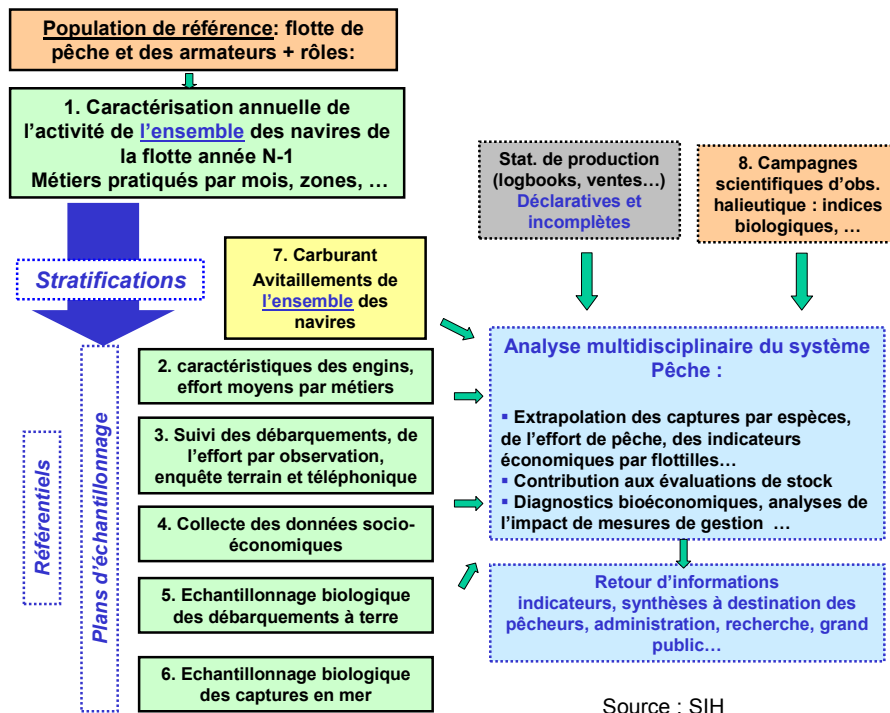 Population de référence: flotte de
pêche et des armateurs + rôles:
1. Caractérisation annuelle de
l'activité de l'ensemble des navires de
la flotte année N-1
Métiers pratiqués par mois, zones, …
Stratifications
Référentiels
Plans d'échantillonnage
7. Carburant
Avitaillements de
l'ensemble des
navires
2. caractéristiques des engins,
effort moyens par métiers
3. Suivi des débarquements, de
l'effort par observation,
enquête terrain et téléphonique
4. Collecte des données socio-
économiques
5. Echantillonnage biologique
des débarquements à terre
6. Echantillonnage biologique
des captures en mer
Stat. de production
(logbooks, ventes…)
Déclaratives et
incomplètes
8. Campagnes
scientifiques d'obs.
halieutique : indices
biologiques, …
Analyse multidisciplinaire du système
Pêche :
▪ Extrapolation des captures par espèces,
de l'effort de pêche, des indicateurs
économiques par flottilles…
▪ Contribution aux évaluations de stock
▪ Diagnostics bioéconomiques, analyses de
l'impact de mesures de gestion …
Retour d'informations
indicateurs, synthèses à destination des
pêcheurs, administration, recherche, grand
public…
Source : SIH